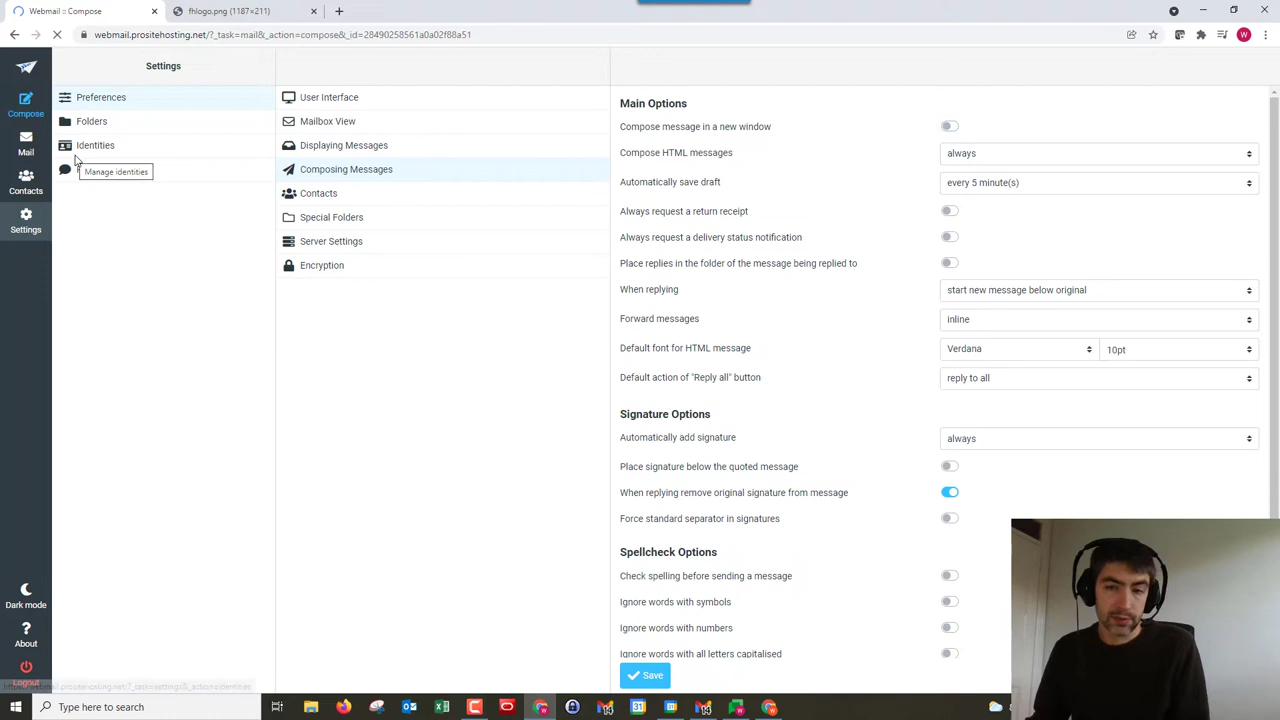 Webmail :: Compose
fhlogo.png (1187×211)
webmail.prositehosting.net/?_task=mail&_action=compose&_id=28490258561a0a02f88a51
W
Compose
Mail
Contacts
Settings
Dark mode
About
Logout
Settings
Preferences
Folders
Identities
Manage identities
User Interface
Mailbox View
Displaying Messages
Composing Messages
Contacts
Special Folders
Server Settings
Encryption
Main Options
Compose message in a new window
Compose HTML messages always
Automatically save draft every 5 minute(s)
Always request a return receipt
Always request a delivery status notification
Place replies in the folder of the message being replied to
When replying start new message below original
Forward messages inline
Default font for HTML message Verdana 10pt
Default action of "Reply all" button reply to all
Signature Options
Automatically add signature always
Place signature below the quoted message
When replying remove original signature from message
Force standard separator in signatures
Spellcheck Options
Check spelling before sending a message
Ignore words with symbols
Ignore words with numbers
Ignore words with all letters capitalised
Save
Type here to search